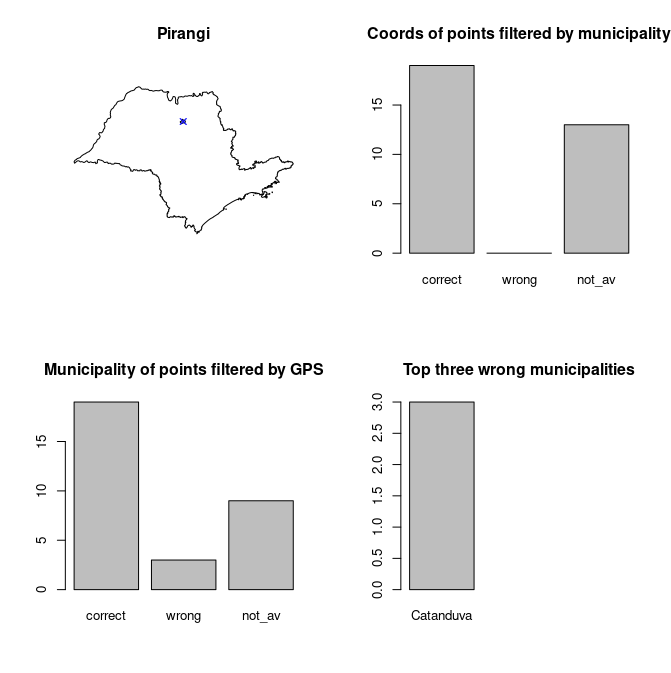 Pirangi
Coords of points filtered by municipality
15
10
5
0
correct wrong not_av
Municipality of points filtered by GPS
15
10
5
0
correct wrong not_av
Top three wrong municipalities
3.0
2.5
2.0
1.5
1.0
0.5
0.0
Catanduva